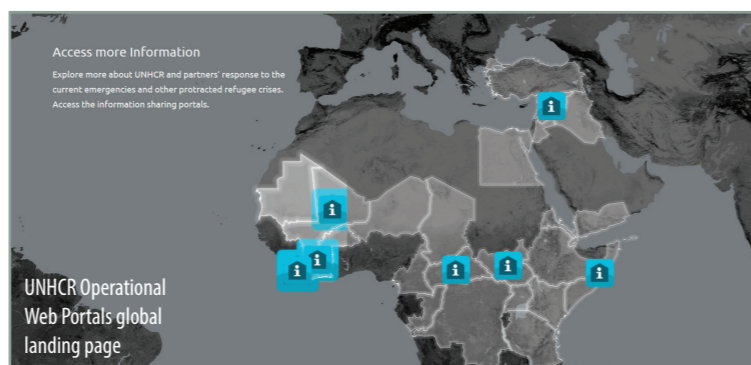 Access more Information
Explore more about UNHCR and partners' response to the
current emergencies and other protracted refugee crises.
Access the information sharing portals.
i
i
i
i
i
i
i
UNHCR Operational
Web Portals global
landing page